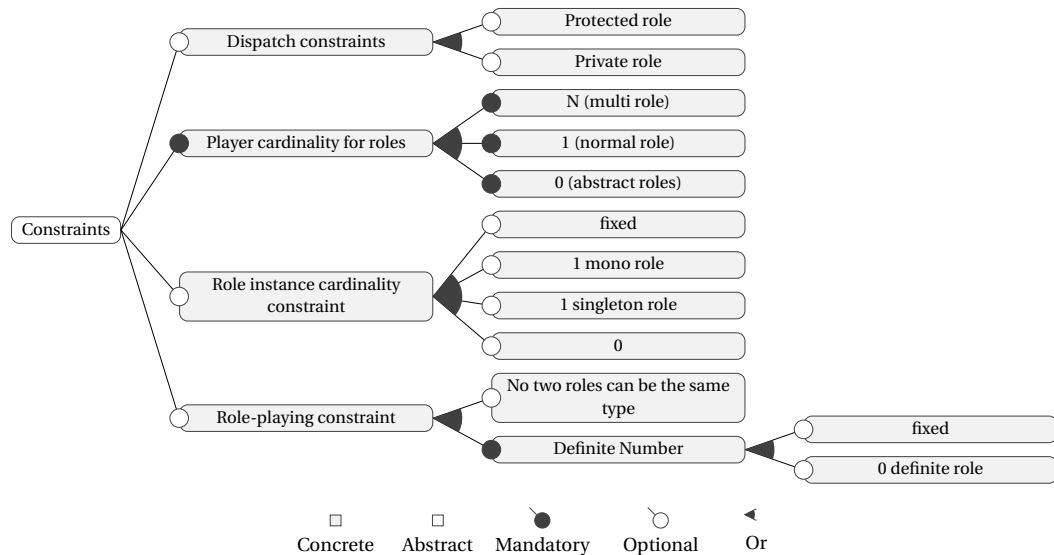 Protected role
Dispatch constraints
Private role
N (multi role)
Player cardinality for roles
1 (normal role)
0 (abstract roles)
Constraints
fixed
1 mono role
Role instance cardinality
constraint
1 singleton role
0
No two roles can be the same
type
Role-playing constraint
Definite Number
fixed
0 definite role
Concrete
Abstract
Mandatory
Optional
Or